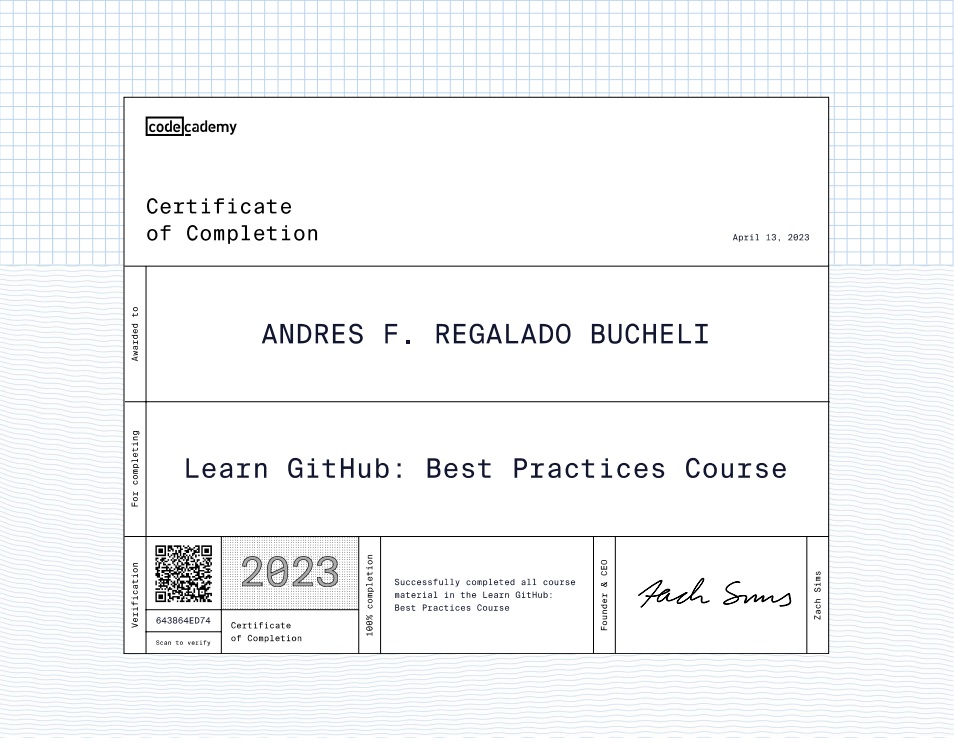 codecademy
Certificate
of Completion
April 13, 2023
Awarded to
ANDRES F. REGALADO BUCHELI
For completing
Learn GitHub: Best Practices Course
Verification
643864ED74
Scan to verify
2023
Certificate
of Completion
100% completion
Successfully completed all course
material in the Learn GitHub:
Best Practices Course
Founder & CEO
Zach Sims
Zach Sims